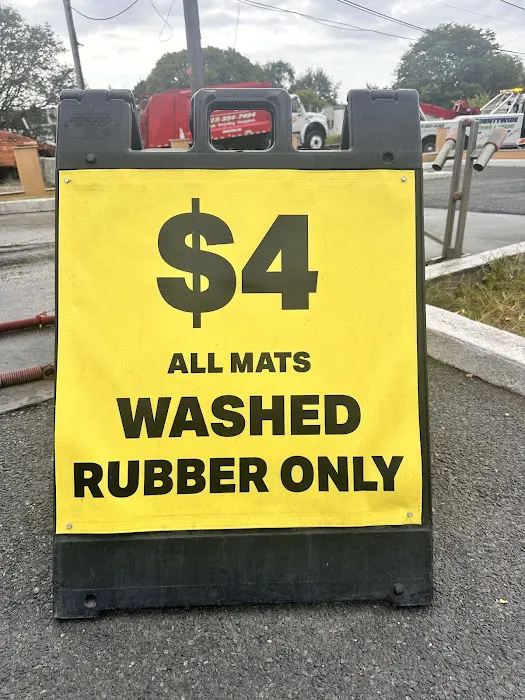 $4
ALL MATS
WASHED
RUBBER ONLY